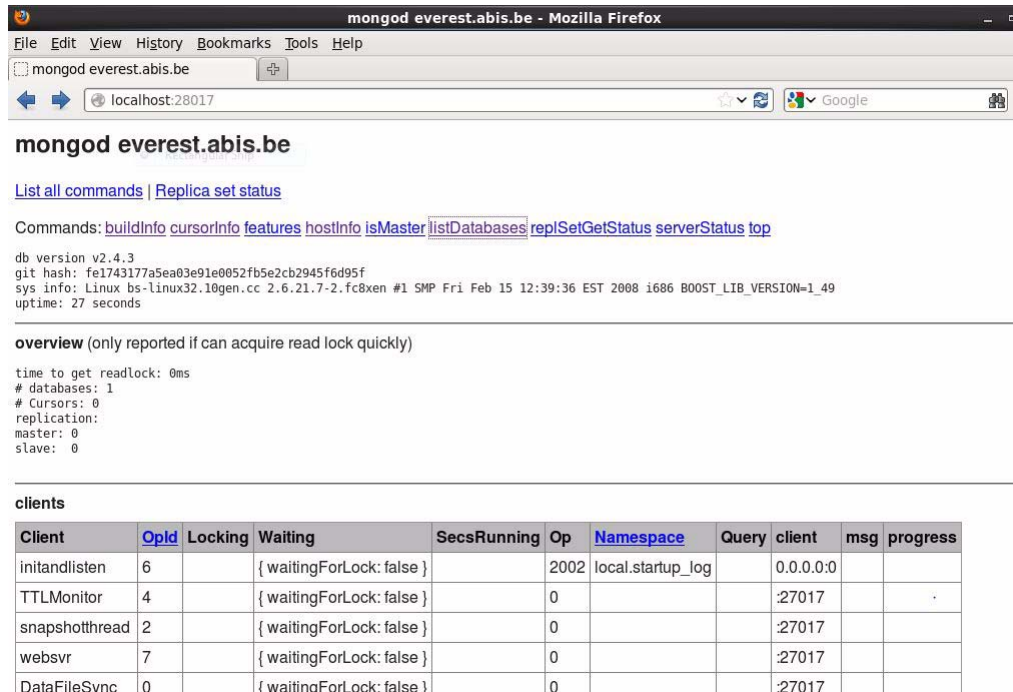 mongod everest.abis.be - Mozilla Firefox
File Edit View History Bookmarks Tools Help
mongod everest.abis.be
localhost:28017
Google
mongod everest.abis.be
Rectangular Snip
List all commands | Replica set status
Commands: buildInfo cursorInfo features hostInfo isMaster listDatabases replSetGetStatus serverStatus top
db version v2.4.3
git hash: fe1743177a5ea03e91e0052fb5e2cb2945f6d95f
sys info: Linux bs-linux32.10gen.cc 2.6.21.7-2.fc8xen #1 SMP Fri Feb 15 12:39:36 EST 2008 i686 BOOST_LIB_VERSION=1_49
uptime: 27 seconds
overview (only reported if can acquire read lock quickly)
time to get readlock: 0ms
# databases: 1
# Cursors: 0
replication:
master: 0
slave: 0
clients
Client OpId Locking Waiting SecsRunning Op Namespace Query client msg progress
initandlisten 6 { waitingForLock: false } 2002 local.startup_log 0.0.0.0:0
TTLMonitor 4 { waitingForLock: false } 0 :27017
snapshotthread 2 { waitingForLock: false } 0 :27017
websvr 7 { waitingForLock: false } 0 :27017
DataFileSync 0 { waitingForLock: false } 0 :27017